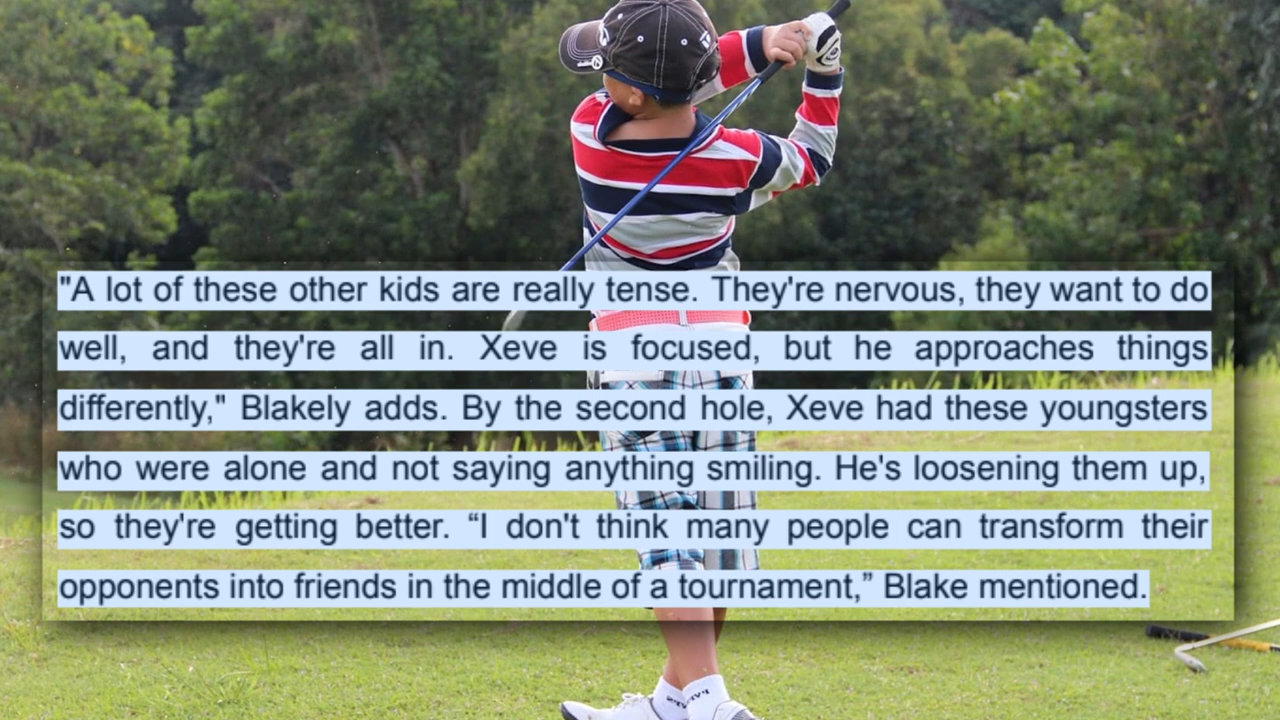 "A lot of these other kids are really tense. They're nervous, they want to do
well, and they're all in. Xeve is focused, but he approaches things
differently," Blakely adds. By the second hole, Xeve had these youngsters
who were alone and not saying anything smiling. He's loosening them up,
so they're getting better. “I don't think many people can transform their
opponents into friends in the middle of a tournament,” Blake mentioned.